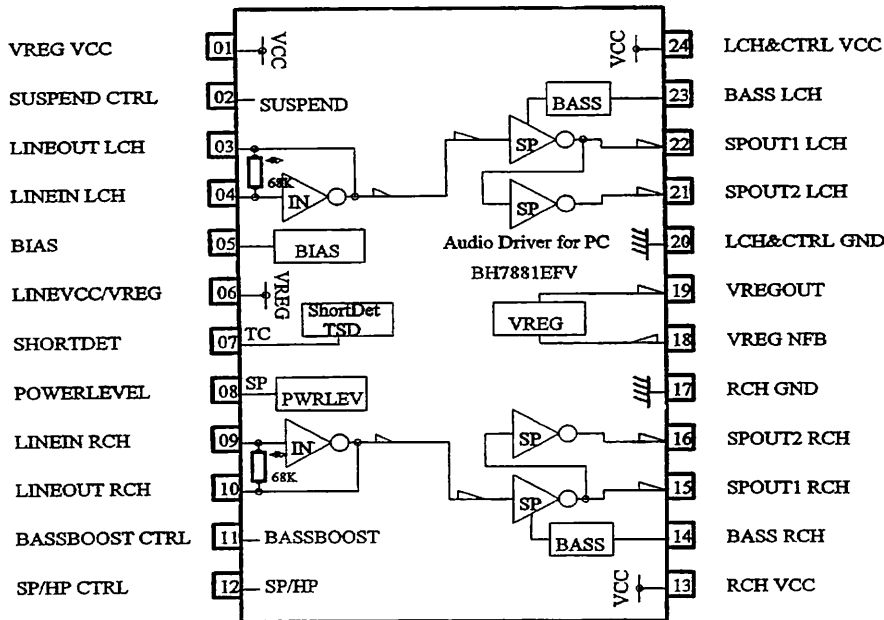 VREG VCC 01 VCC VCC 24 LCH&CTRL VCC
SUSPEND CTRL 02 SUSPEND BASS 23 BASS LCH
LINEOUT LCH 03 SP 22 SPOUT1 LCH
68K
LINEIN LCH 04 IN SP 21 SPOUT2 LCH
BIAS 05 BIAS Audio Driver for PC 20 LCH&CTRL GND
BH7881EFV
LINEVCC/VREG 06 VREG 19 VREGOUT
ShortDet
TSD
VREG
SHORTDET 07 TC 18 VREG NFB
POWERLEVEL 08 SP PWRLEV 17 RCH GND
LINEIN RCH 09 IN SP 16 SPOUT2 RCH
68K
LINEOUT RCH 10 SP 15 SPOUT1 RCH
BASSBOOST CTRL 11 BASSBOOST BASS 14 BASS RCH
SP/HP CTRL 12 SP/HP VCC 13 RCH VCC